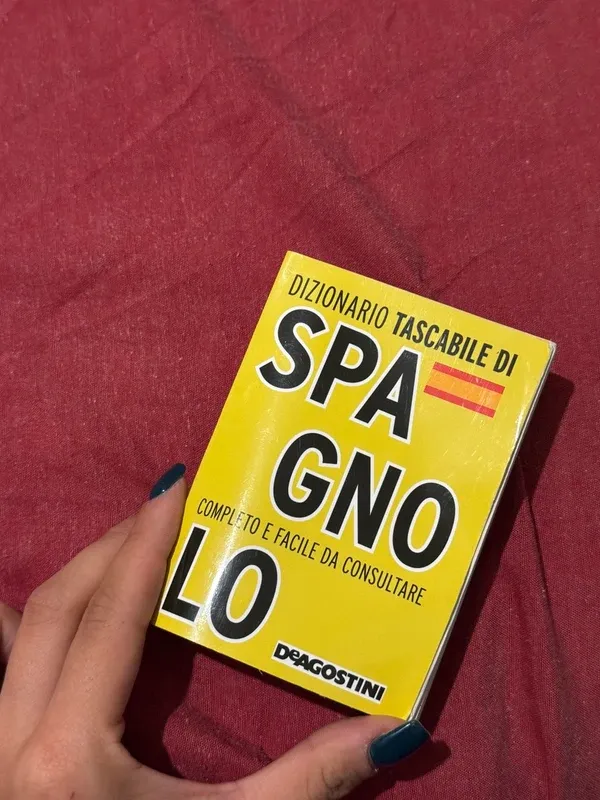 DIZIONARIO TASCABILE DI
SPA
GNO
COMPLETO E FACILE DA CONSULTARE
LO
DeAGOSTINI